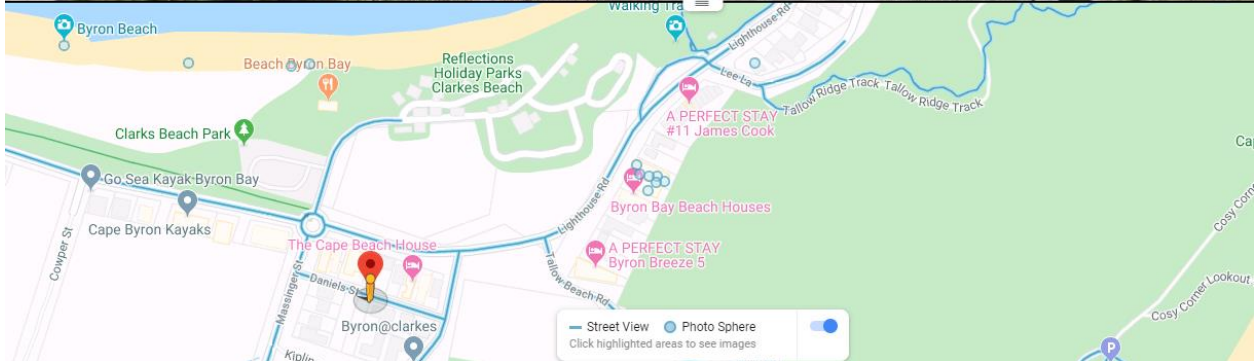 Walking Tra
Byron Beach
Lighthouse Rd
Beach Byron Bay
Reflections
Holiday Parks
Clarkes Beach
Lee La
Tallow Ridge Track
Tallow Ridge Track
A PERFECT STAY
#11 James Cook
Clarks Beach Park
Ca
Go Sea Kayak Byron Bay
Cape Byron Kayaks
Lighthouse Rd
Byron Bay Beach Houses
Cosy Corn
Cowper St
The Cape Beach House
A PERFECT STAY
Byron Breeze 5
Massinger St
Daniels St
Tallow Beach Rd
Cosy Corner Lookout
Byron@clarkes
Kiplin
Street View
Photo Sphere
Click highlighted areas to see images
P